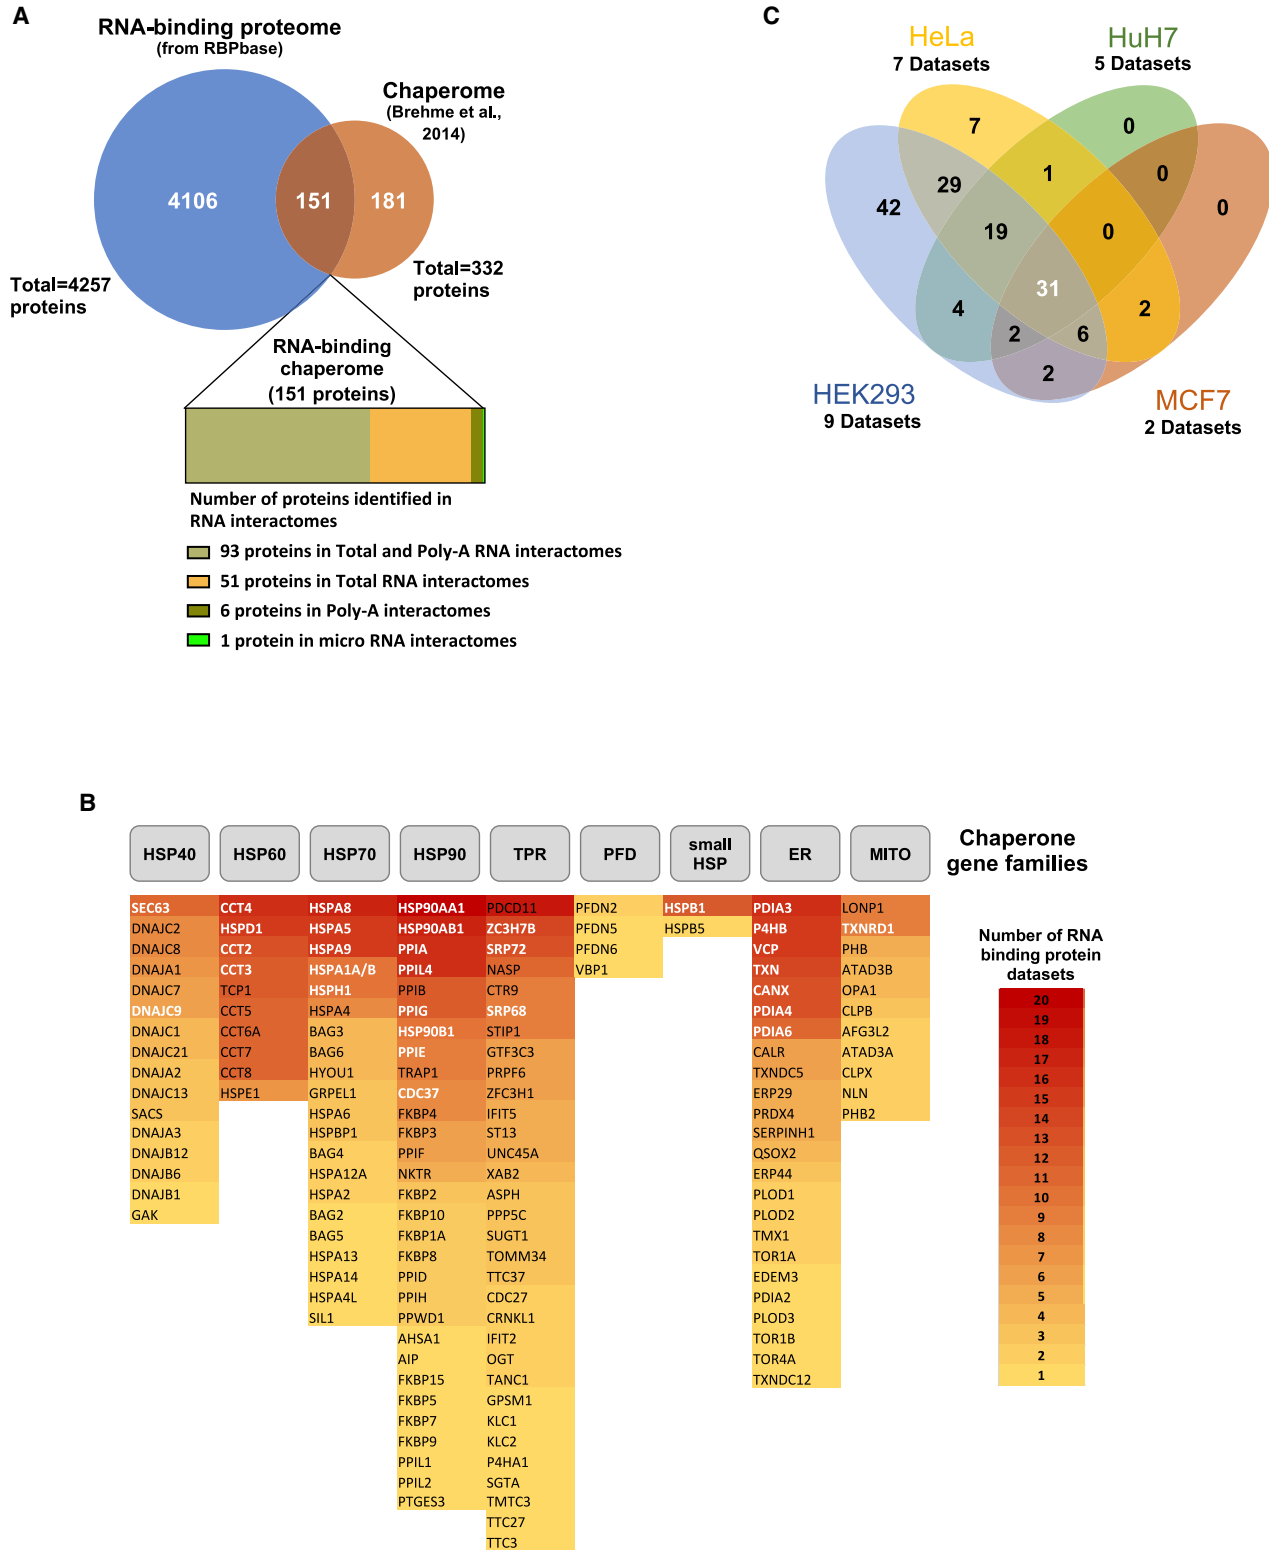 A
RNA-binding proteome
(from RBPbase)
Chaperome
(Brehme et al.,
2014)
4106
151
181
Total=4257
proteins
Total=332
proteins
RNA-binding
chaperome
(151 proteins)
Number of proteins identified in
RNA interactomes
93 proteins in Total and Poly-A RNA interactomes
51 proteins in Total RNA interactomes
6 proteins in Poly-A interactomes
1 protein in micro RNA interactomes
C
HeLa
7 Datasets
HuH7
5 Datasets
7
0
29
1
0
42
0
19
0
31
4
2
2
6
2
HEK293
9 Datasets
MCF7
2 Datasets
B
HSP40
HSP60
HSP70
HSP90
TPR
PFD
small
HSP
ER
MITO
Chaperone
gene families
SEC63
DNAJC2
DNAJC8
DNAJA1
DNAJC7
DNAJC9
DNAJC1
DNAJC21
DNAJA2
DNAJC13
SACS
DNAJA3
DNAJB12
DNAJB6
DNAJB1
GAK
CCT4
HSPD1
CCT2
CCT3
TCP1
CCT5
CCT6A
CCT7
CCT8
HSPE1
HSPA8
HSPA5
HSPA9
HSPA1A/B
HSPH1
HSPA4
BAG3
BAG6
HYOU1
GRPEL1
HSPA6
HSPBP1
BAG4
HSPA12A
HSPA2
BAG2
BAG5
HSPA13
HSPA14
HSPA4L
SIL1
HSP90AA1
HSP90AB1
PPIA
PPIL4
PPIB
PPIG
HSP90B1
PPIE
TRAP1
CDC37
FKBP4
FKBP3
PPIF
NKTR
FKBP2
FKBP10
FKBP1A
FKBP8
PPID
PPIH
PPWD1
AHSA1
AIP
FKBP15
FKBP5
FKBP7
FKBP9
PPIL1
PPIL2
PTGES3
PDCD11
ZC3H7B
SRP72
NASP
CTR9
SRP68
STIP1
GTF3C3
PRPF6
ZFC3H1
IFIT5
ST13
UNC45A
XAB2
ASPH
PPP5C
SUGT1
TOMM34
TTC37
CDC27
CRNKL1
IFIT2
OGT
TANC1
GPSM1
KLC1
KLC2
P4HA1
SGTA
TMTC3
TTC27
TTC3
PFDN2
PFDN5
PFDN6
VBP1
HSPB1
HSPB5
PDIA3
P4HB
VCP
TXN
CANX
PDIA4
PDIA6
CALR
TXNDC5
ERP29
PRDX4
SERPINH1
QSOX2
ERP44
PLOD1
PLOD2
TMX1
TOR1A
EDEM3
PDIA2
PLOD3
TOR1B
TOR4A
TXNDC12
LONP1
TXNRD1
PHB
ATAD3B
OPA1
CLPB
AFG3L2
ATAD3A
CLPX
NLN
PHB2
Number of RNA
binding protein
datasets
20
19
18
17
16
15
14
13
12
11
10
9
8
7
6
5
4
3
2
1